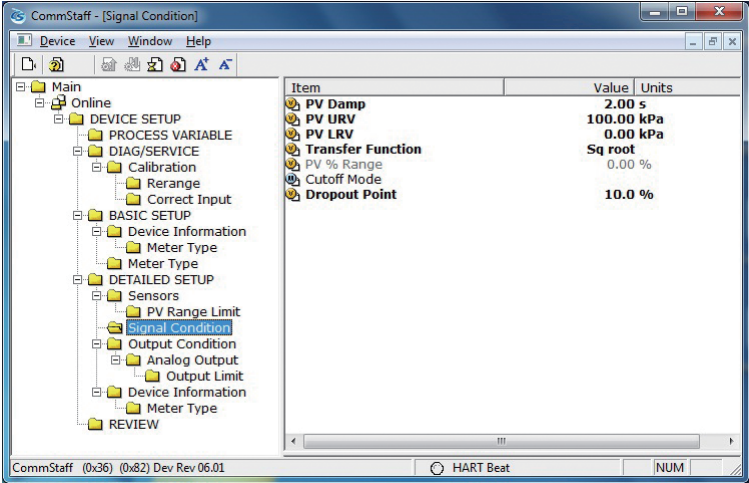 CommStaff - [Signal Condition]
Device View Window Help
Main
Online
DEVICE SETUP
PROCESS VARIABLE
DIAG/SERVICE
Calibration
Rerange
Correct Input
BASIC SETUP
Device Information
Meter Type
Meter Type
DETAILED SETUP
Sensors
PV Range Limit
Signal Condition
Output Condition
Analog Output
Output Limit
Device Information
Meter Type
REVIEW
Item Value Units
PV Damp 2.00 s
PV URV 100.00 kPa
PV LRV 0.00 kPa
Transfer Function Sq root
PV % Range 0.00 %
Cutoff Mode
Dropout Point 10.0 %
CommStaff (0x36) (0x82) Dev Rev 06.01 HART Beat NUM